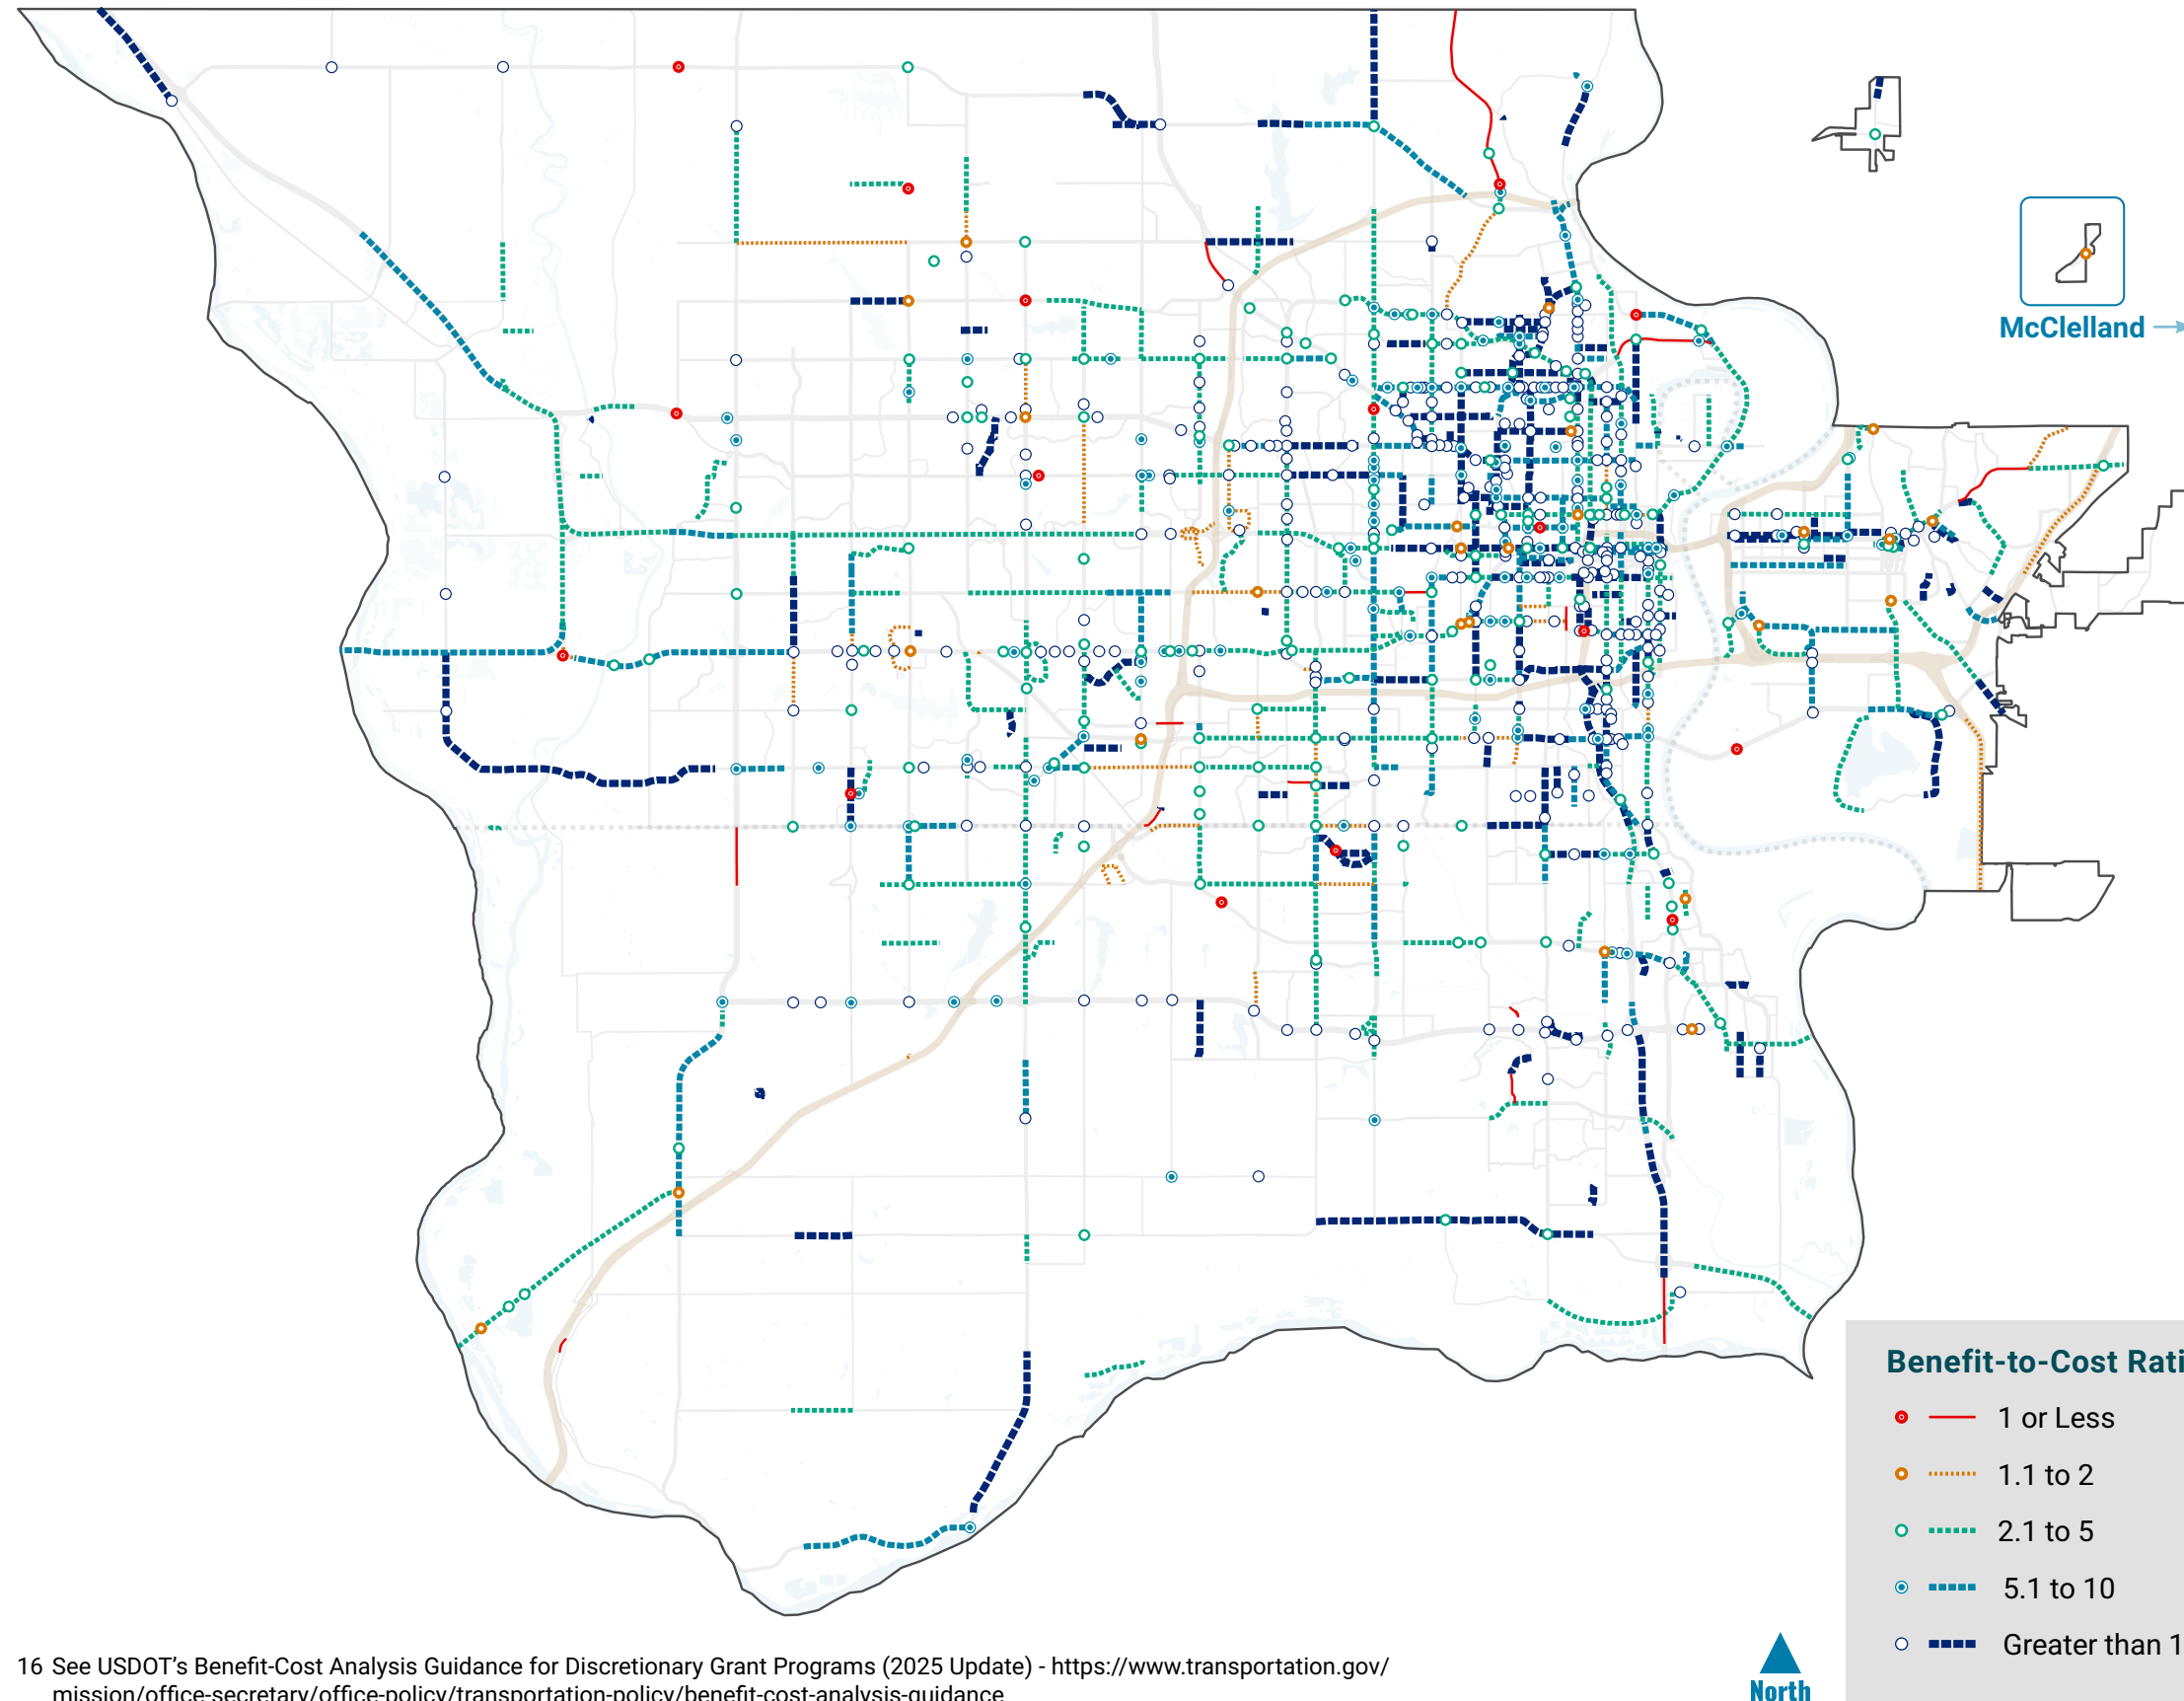 McClelland
Benefit-to-Cost Rati
1 or Less
1.1 to 2
2.1 to 5
5.1 to 10
Greater than 1
North
16 See USDOT’s Benefit-Cost Analysis Guidance for Discretionary Grant Programs (2025 Update) - https://www.transportation.gov/
mission/office-secretary/office-policy/transportation-policy/benefit-cost-analysis-guidance